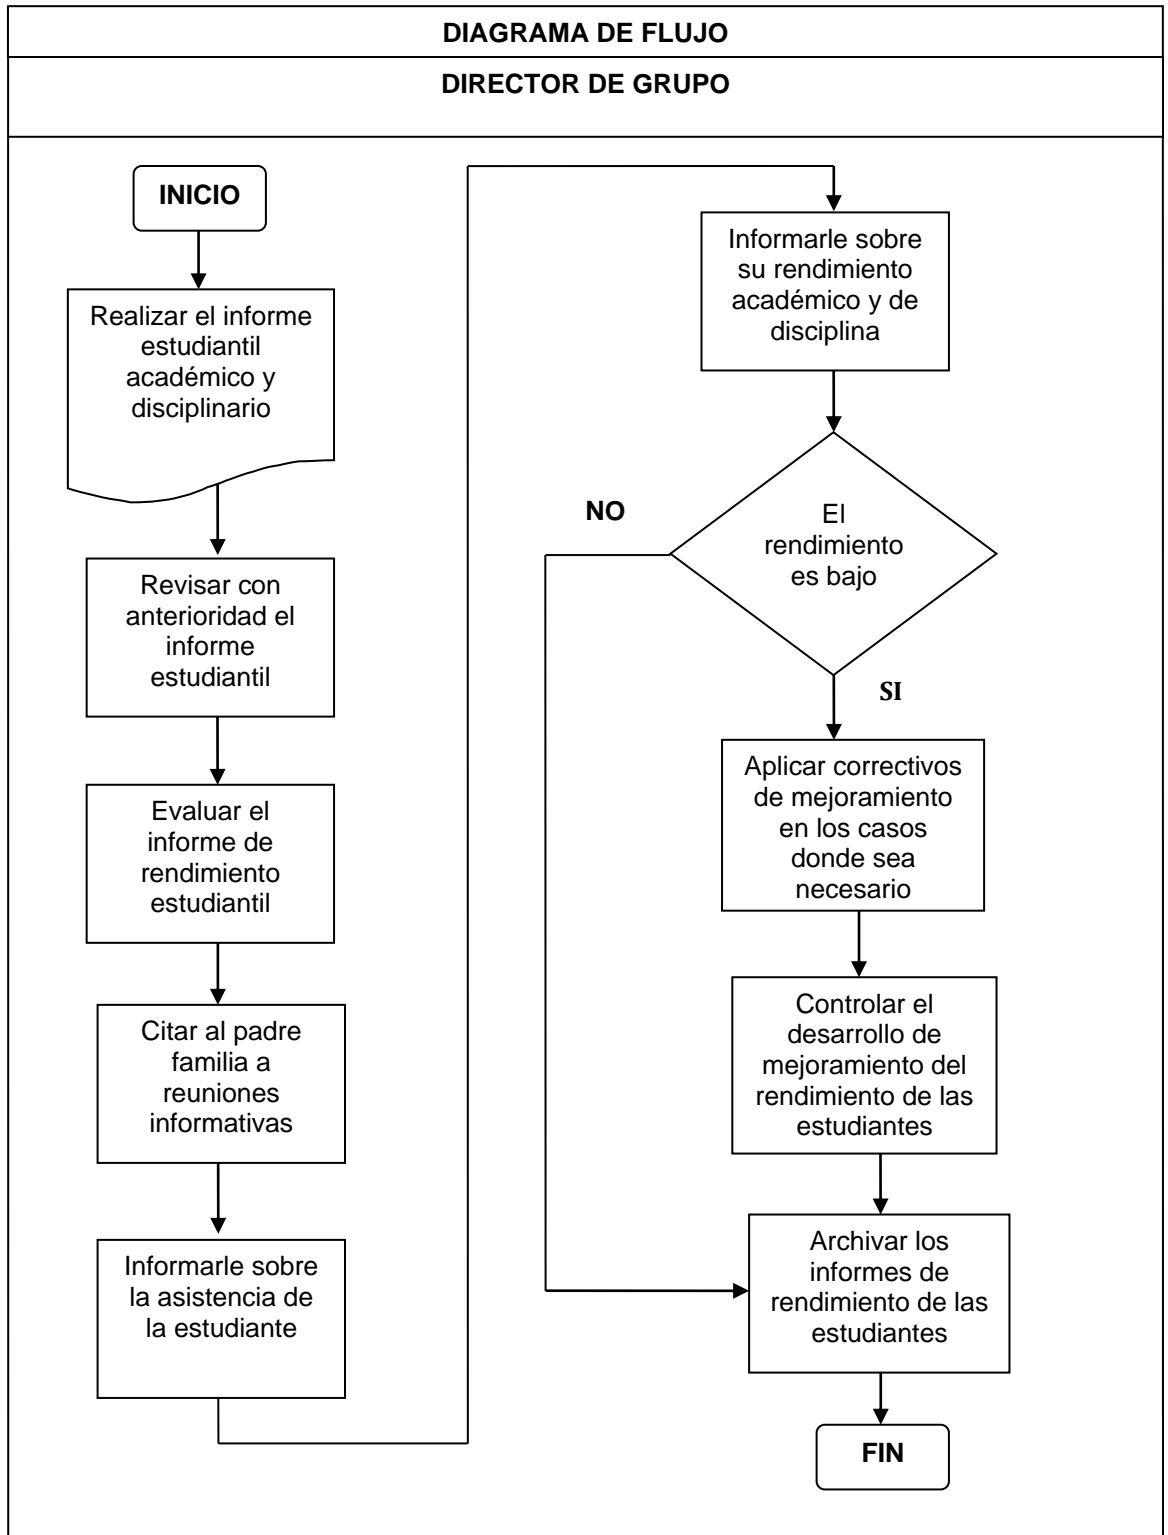 DIAGRAMA DE FLUJO
DIRECTOR DE GRUPO
INICIO
Realizar el informe
estudiantil
académico y
disciplinario
Revisar con
anterioridad el
informe
estudiantil
Evaluar el
informe de
rendimiento
estudiantil
Citar al padre
familia a
reuniones
informativas
Informarle sobre
la asistencia de
la estudiante
Informarle sobre
su rendimiento
académico y de
disciplina
El
rendimiento
es bajo
NO
SI
Aplicar correctivos
de mejoramiento
en los casos
donde sea
necesario
Controlar el
desarrollo de
mejoramiento del
rendimiento de las
estudiantes
Archivar los
informes de
rendimiento de las
estudiantes
FIN